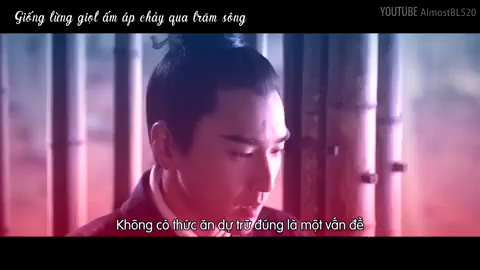 Giống từng giọt ấm áp chảy qua trăm sông
YOUTUBE AlmostBL520
Không có thức ăn dự trữ đúng là một vấn đề